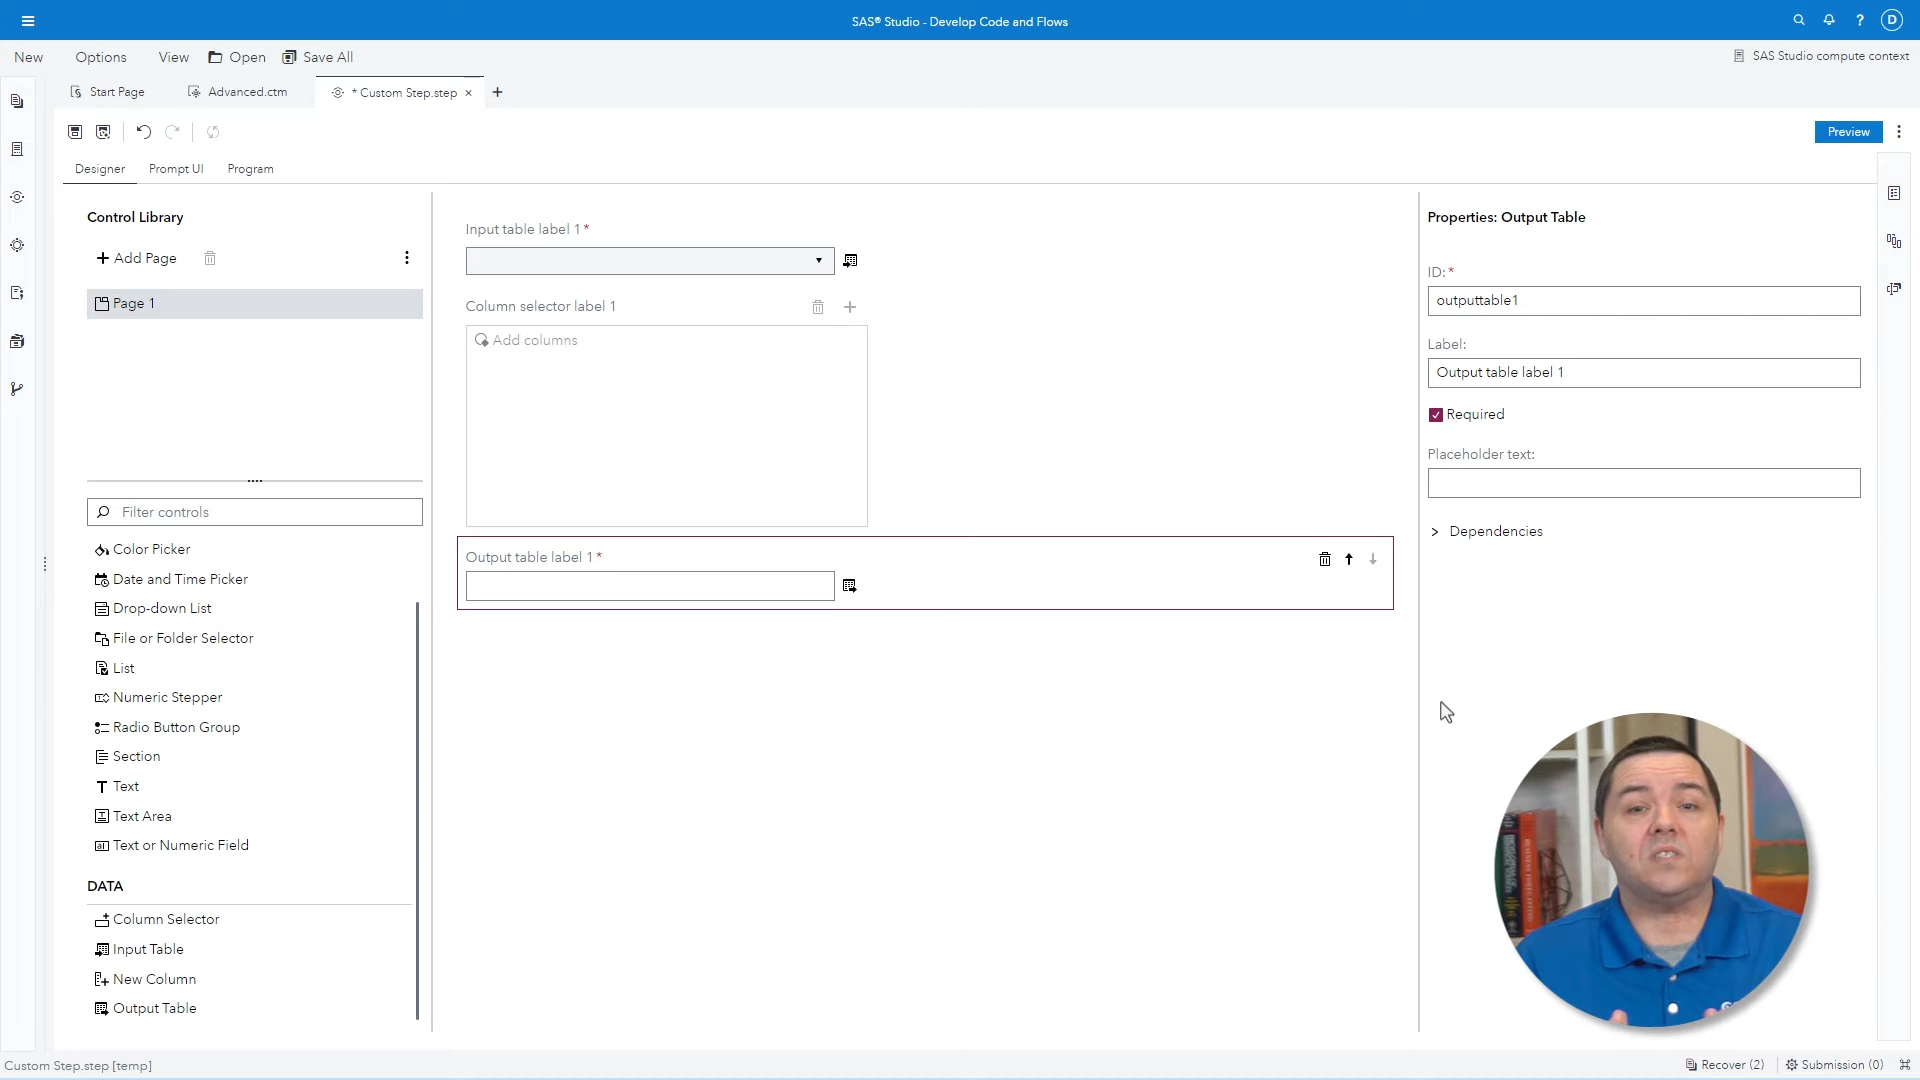 SAS® Studio - Develop Code and Flows
?
D
New
Options
View
Open
Save All
SAS Studio compute context
Start Page
Advanced.ctm
* Custom Step.step ×
+
Preview
Designer
Prompt UI
Program
Control Library
Add Page
Page 1
Filter controls
Color Picker
Date and Time Picker
Drop-down List
File or Folder Selector
List
Numeric Stepper
Radio Button Group
Section
Text
Text Area
Text or Numeric Field
DATA
Column Selector
Input Table
New Column
Output Table
Input table label 1 *
Column selector label 1
Add columns
Output table label 1 *
Properties: Output Table
ID: *
outputtable1
Label:
Output table label 1
Required
Placeholder text:
Dependencies
Custom Step.step [temp]
Recover (2)
Submission (0)